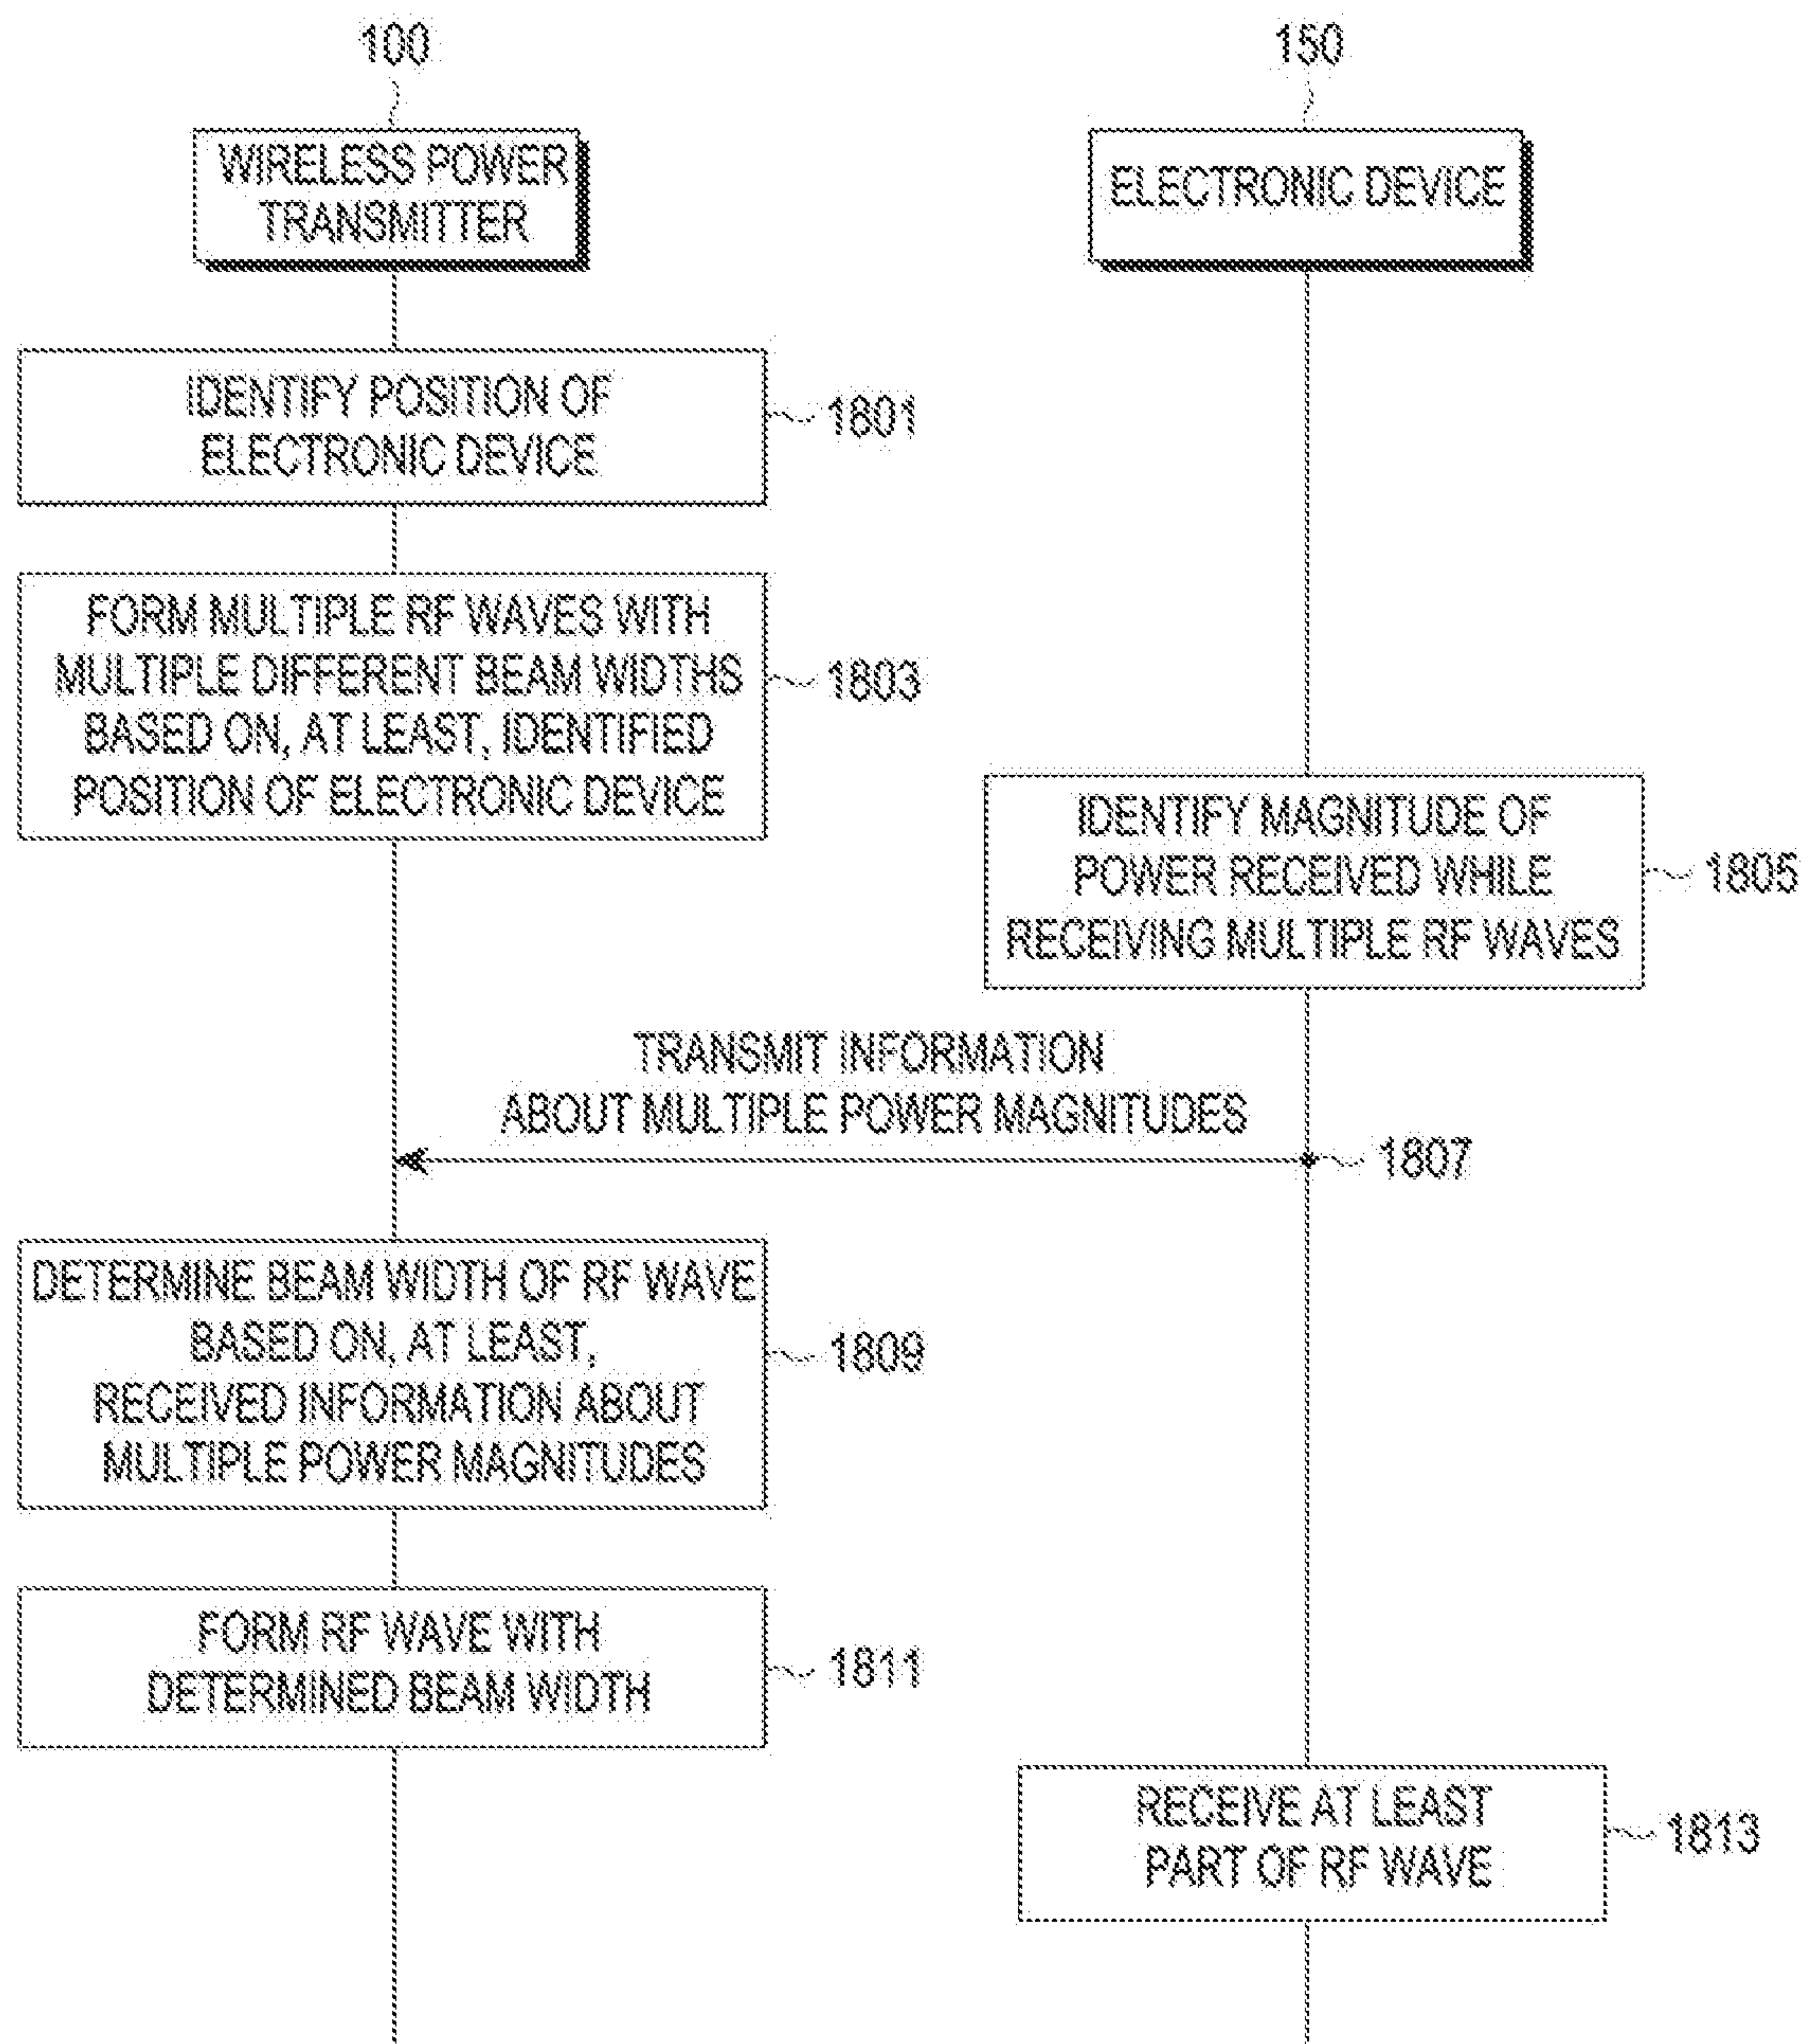 100
150
WIRELESS POWER
TRANSMITTER
ELECTRONIC DEVICE
IDENTIFY POSITION OF
ELECTRONIC DEVICE
1801
FORM MULTIPLE RF WAVES WITH
MULTIPLE DIFFERENT BEAM WIDTHS
BASED ON, AT LEAST, IDENTIFIED
POSITION OF ELECTRONIC DEVICE
1803
IDENTIFY MAGNITUDE OF
POWER RECEIVED WHILE
RECEIVING MULTIPLE RF WAVES
1805
TRANSMIT INFORMATION
ABOUT MULTIPLE POWER MAGNITUDES
1807
DETERMINE BEAM WIDTH OF RF WAVE
BASED ON, AT LEAST,
RECEIVED INFORMATION ABOUT
MULTIPLE POWER MAGNITUDES
1809
FORM RF WAVE WITH
DETERMINED BEAM WIDTH
1811
RECEIVE AT LEAST
PART OF RF WAVE
1813